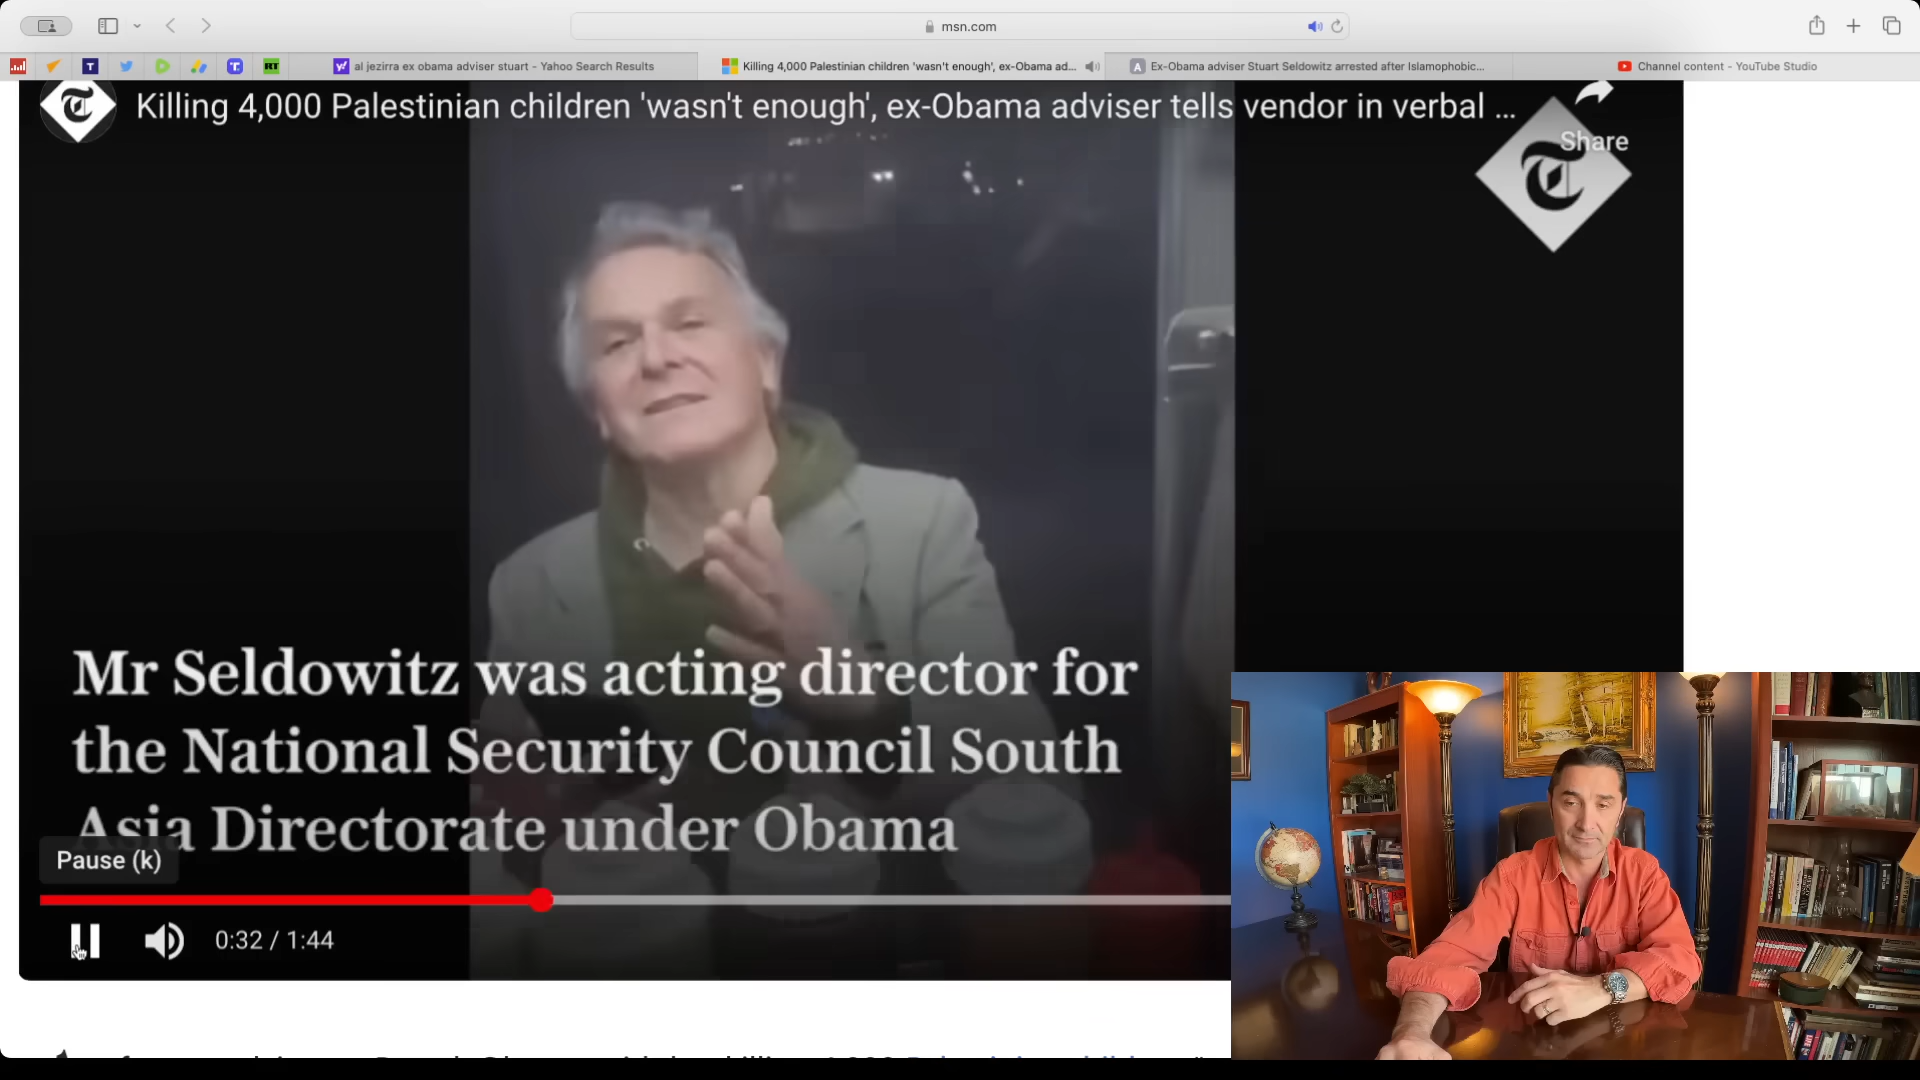 msn.com
al jezirra ex obama adviser stuart - Yahoo Search Results
Killing 4,000 Palestinian children 'wasn't enough', ex-Obama ad...
Ex-Obama adviser Stuart Seldowitz arrested after Islamophobic...
Channel content - YouTube Studio
T
RT
y!
A
Killing 4,000 Palestinian children 'wasn't enough', ex-Obama adviser tells vendor in verbal ...
Share
T
Mr Seldowitz was acting director for
the National Security Council South
Asia Directorate under Obama
Pause (k)
0:32 / 1:44